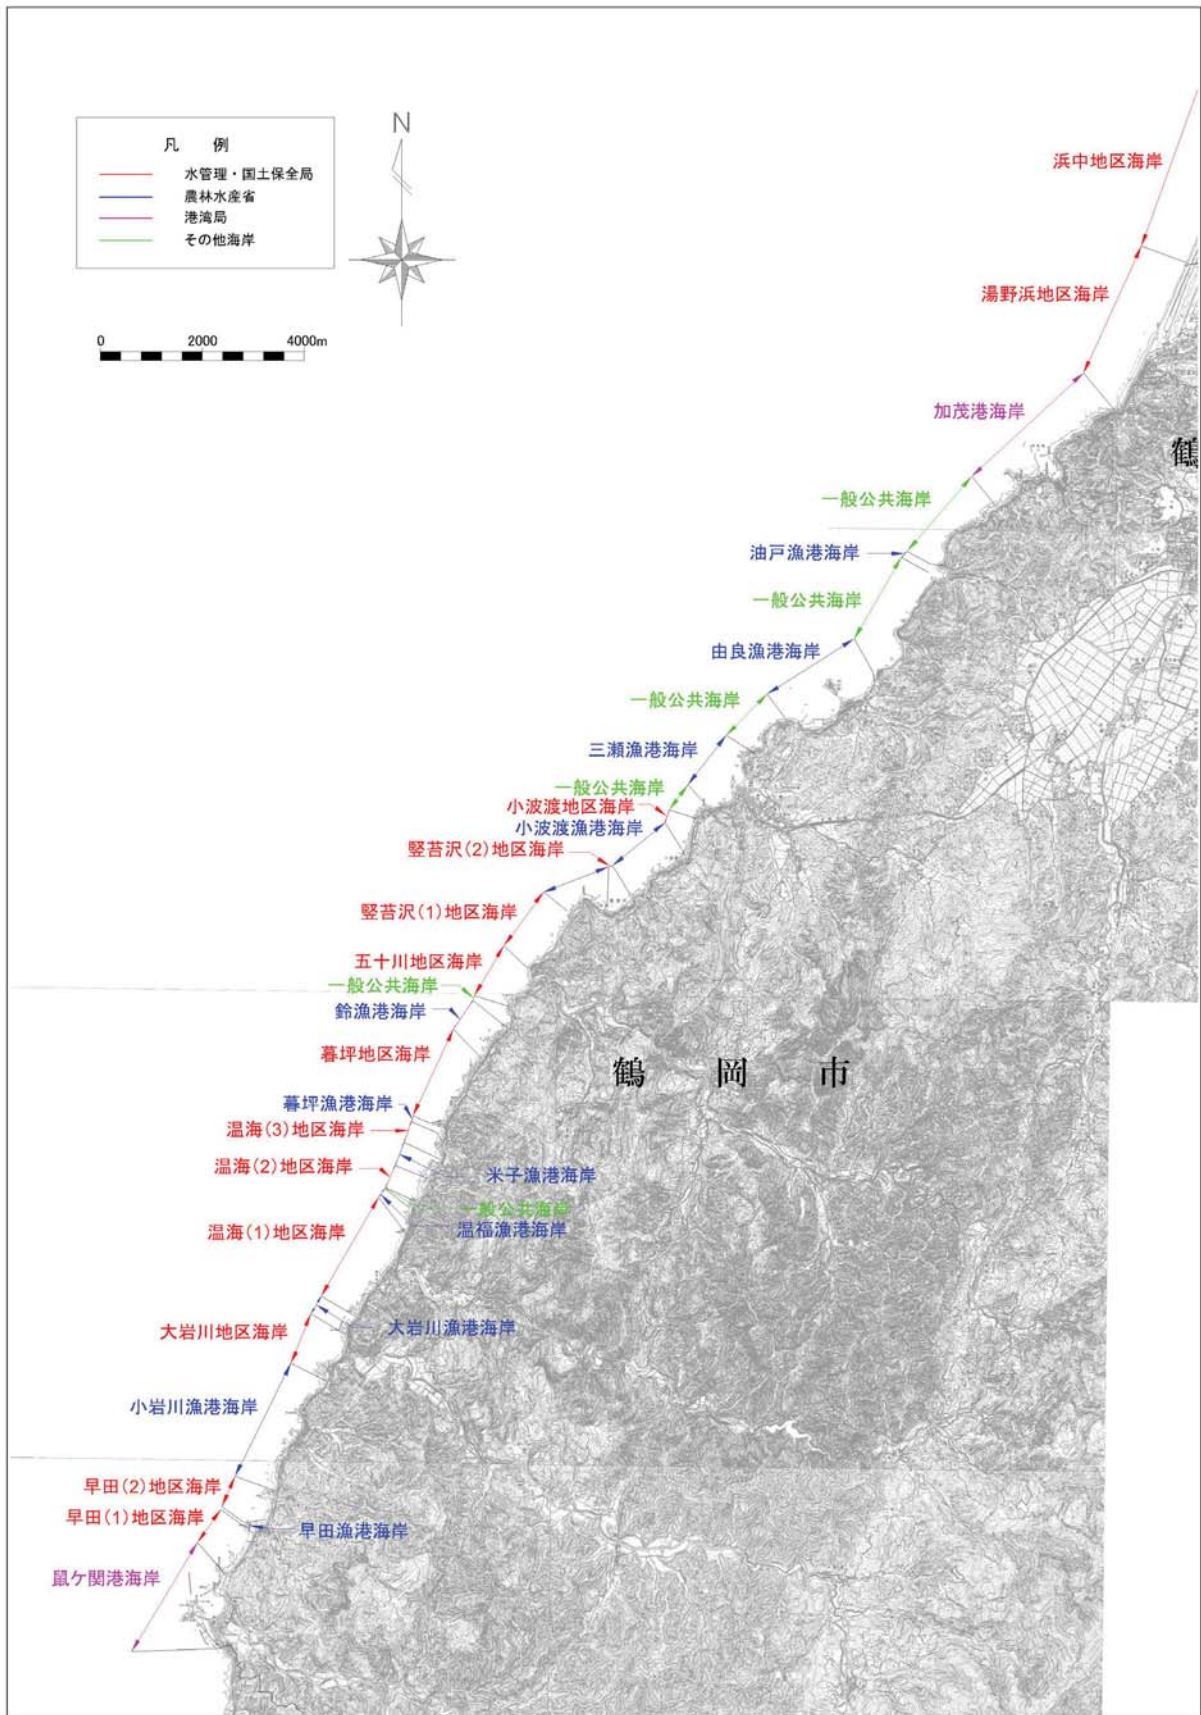 凡 例
水管理・国土保全局
農林水産省
港湾局
その他海岸
N
0 2000 4000m
浜中地区海岸
湯野浜地区海岸
加茂港海岸
鶴
一般公共海岸
油戸漁港海岸
一般公共海岸
由良漁港海岸
一般公共海岸
三瀬漁港海岸
一般公共海岸
小波渡地区海岸
小波渡漁港海岸
堅苔沢(2)地区海岸
堅苔沢(1)地区海岸
五十川地区海岸
一般公共海岸
鈴漁港海岸
暮坪地区海岸
鶴岡市
暮坪漁港海岸
温海(3)地区海岸
温海(2)地区海岸
米子漁港海岸
一般公共海岸
温海(1)地区海岸
温福漁港海岸
大岩川地区海岸
大岩川漁港海岸
小岩川漁港海岸
早田(2)地区海岸
早田(1)地区海岸
早田漁港海岸
鼠ケ関港海岸